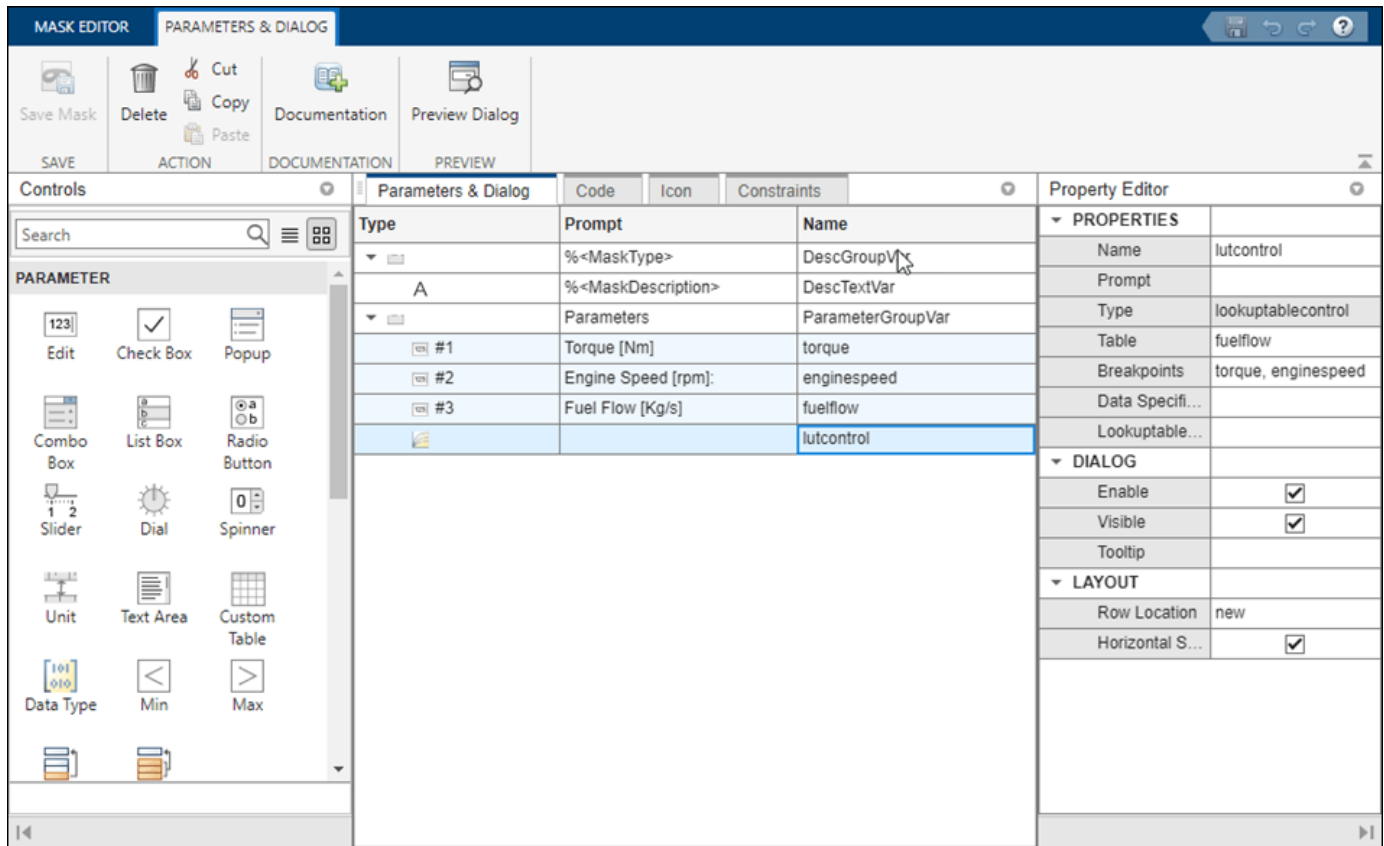 MASK EDITOR PARAMETERS & DIALOG
Save Mask Delete Cut Copy Paste Documentation Preview Dialog
SAVE ACTION DOCUMENTATION PREVIEW
Controls
Search
PARAMETER
123 Edit
Check Box
Popup
Combo Box
a b c List Box
a b Radio Button
1 2 Slider
Dial
0 Spinner
Unit
Text Area
Custom Table
101 010 Data Type
< Min
> Max
Parameters & Dialog Code Icon Constraints
Type Prompt Name
%<MaskType> DescGroupV
A %<MaskDescription> DescTextVar
Parameters ParameterGroupVar
#1 Torque [Nm] torque
#2 Engine Speed [rpm]: enginespeed
#3 Fuel Flow [Kg/s] fuelflow
lutcontrol
Property Editor
PROPERTIES
Name lutcontrol
Prompt
Type lookuptablecontrol
Table fuelflow
Breakpoints torque, enginespeed
Data Specifi...
Lookuptable...
DIALOG
Enable
Visible
Tooltip
LAYOUT
Row Location new
Horizontal S...